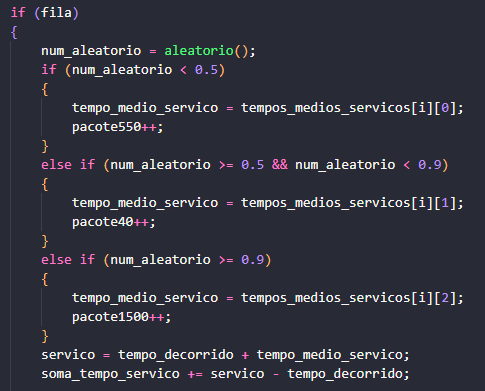 if (fila)
{
num_aleatorio = aleatorio();
if (num_aleatorio < 0.5)
{
tempo_medio_servico = tempos_medios_servicos[i][0];
pacote550++;
}
else if (num_aleatorio >= 0.5 && num_aleatorio < 0.9)
{
tempo_medio_servico = tempos_medios_servicos[i][1];
pacote40++;
}
else if (num_aleatorio >= 0.9)
{
tempo_medio_servico = tempos_medios_servicos[i][2];
pacote1500++;
}
servico = tempo_decorrido + tempo_medio_servico;
soma_tempo_servico += servico - tempo_decorrido;